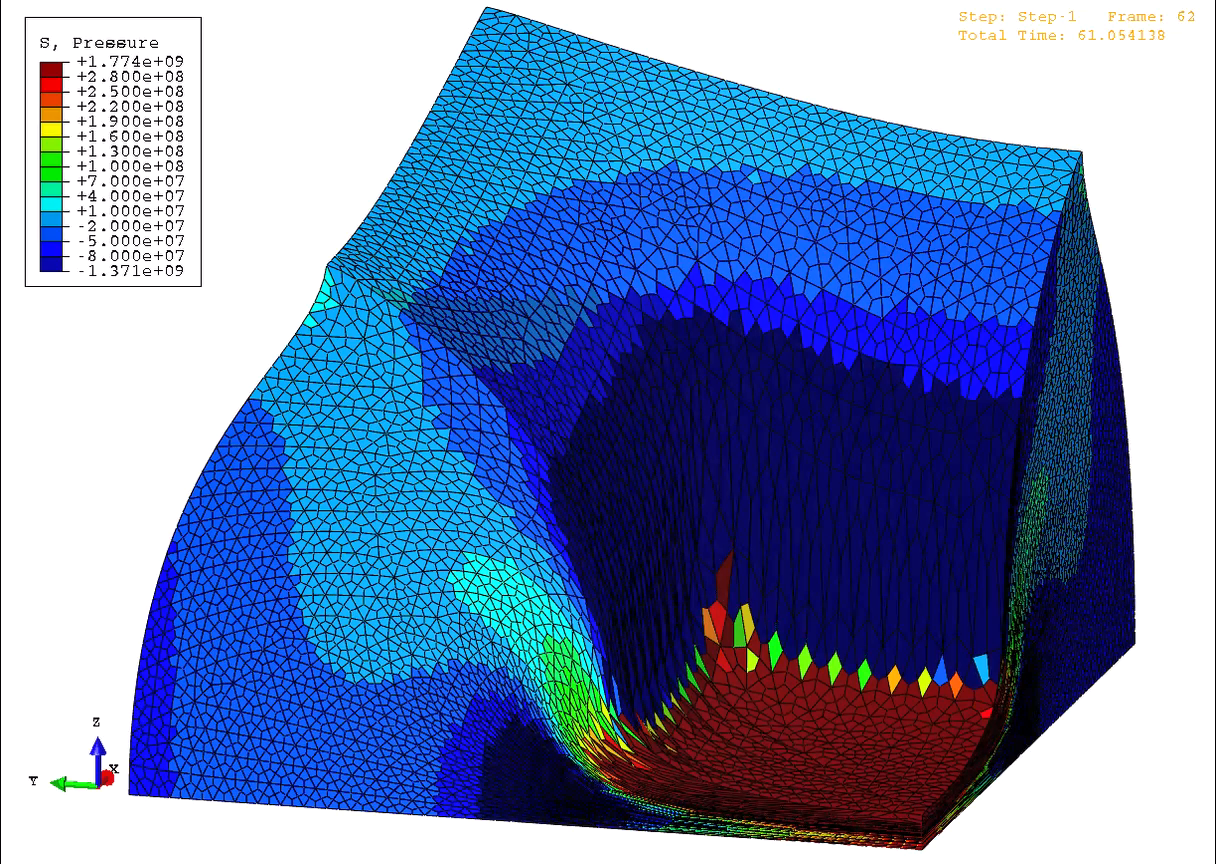 Step: Step-1 Frame: 62
Total Time: 61.054138
S, Pressure
+1.774e+09
+2.800e+08
+2.500e+08
+2.200e+08
+1.900e+08
+1.600e+08
+1.300e+08
+1.000e+08
+7.000e+07
+4.000e+07
+1.000e+07
-2.000e+07
-5.000e+07
-8.000e+07
-1.371e+09
Z
X
Y